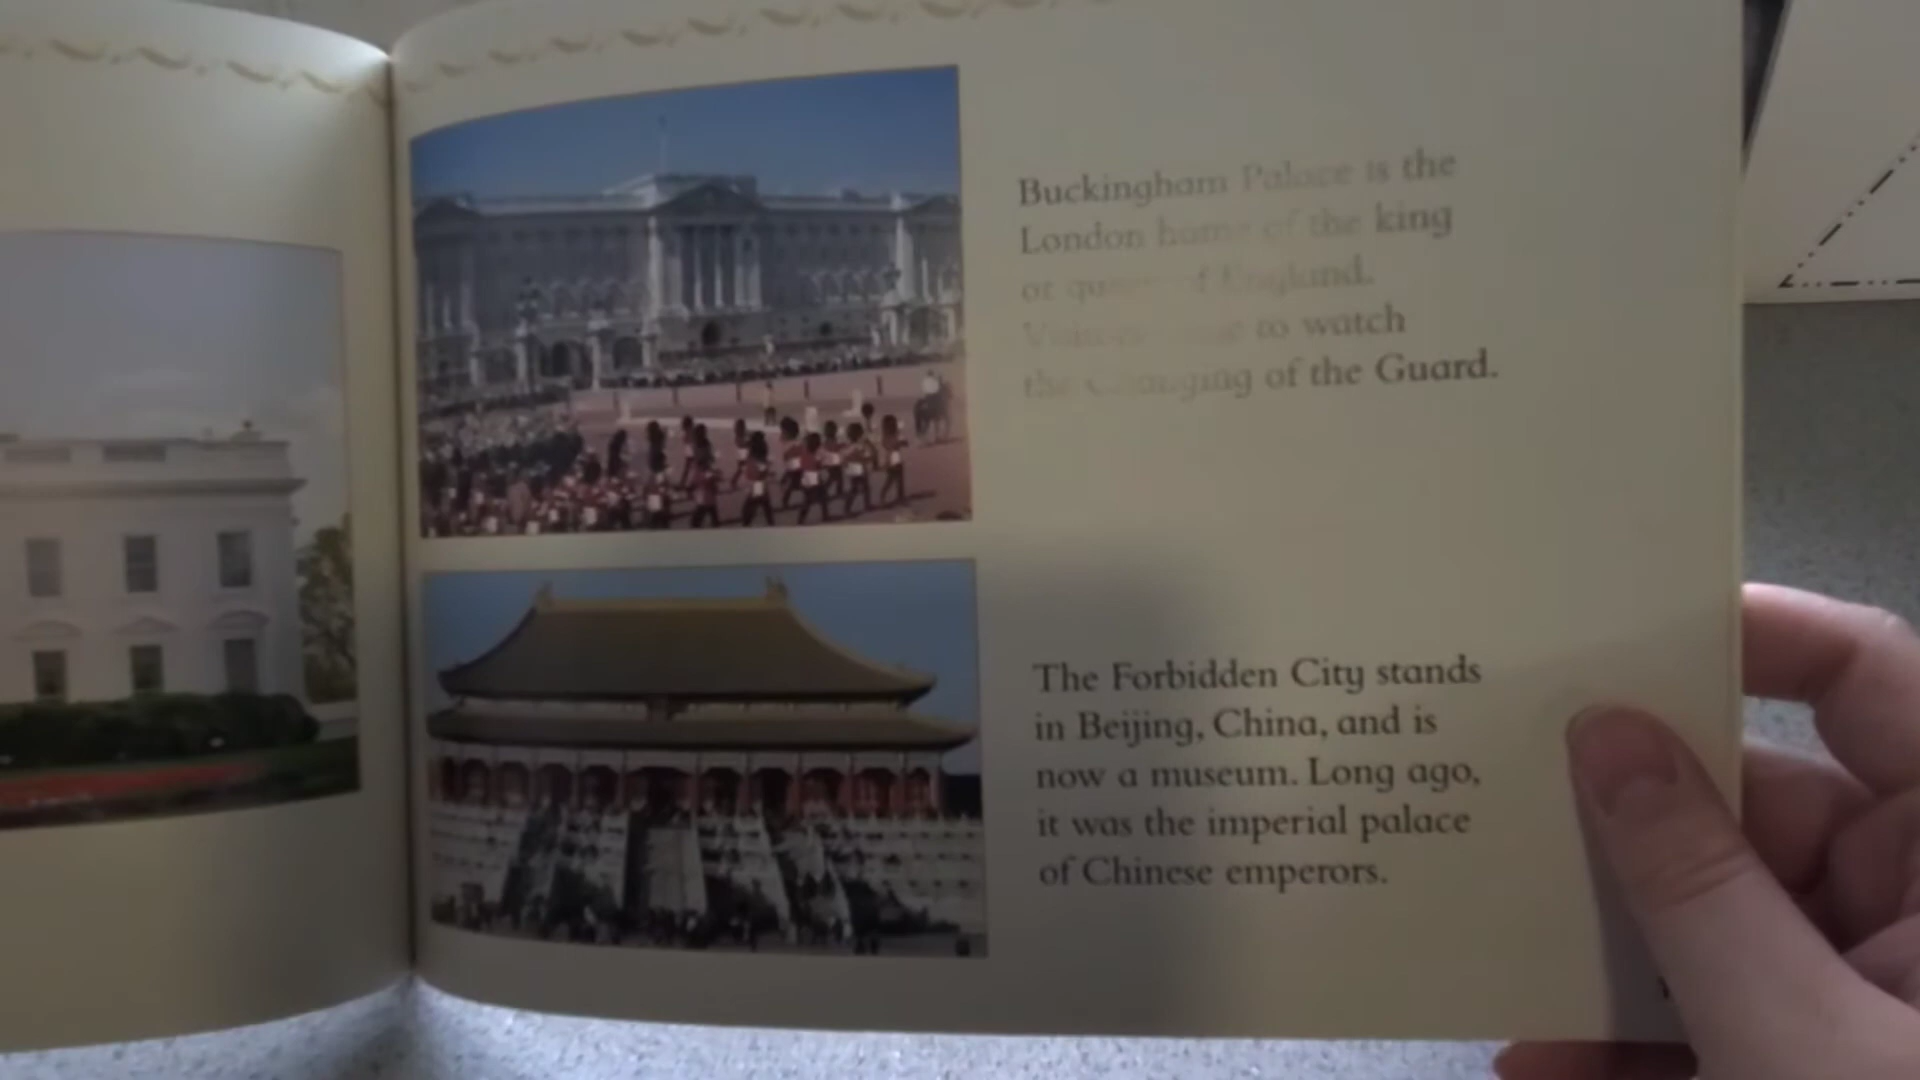 Buckingham Palace is the
London home of the king
or queen of England.
to watch
the Changing of the Guard.
The Forbidden City stands
in Beijing, China, and is
now a museum. Long ago,
it was the imperial palace
of Chinese emperors.